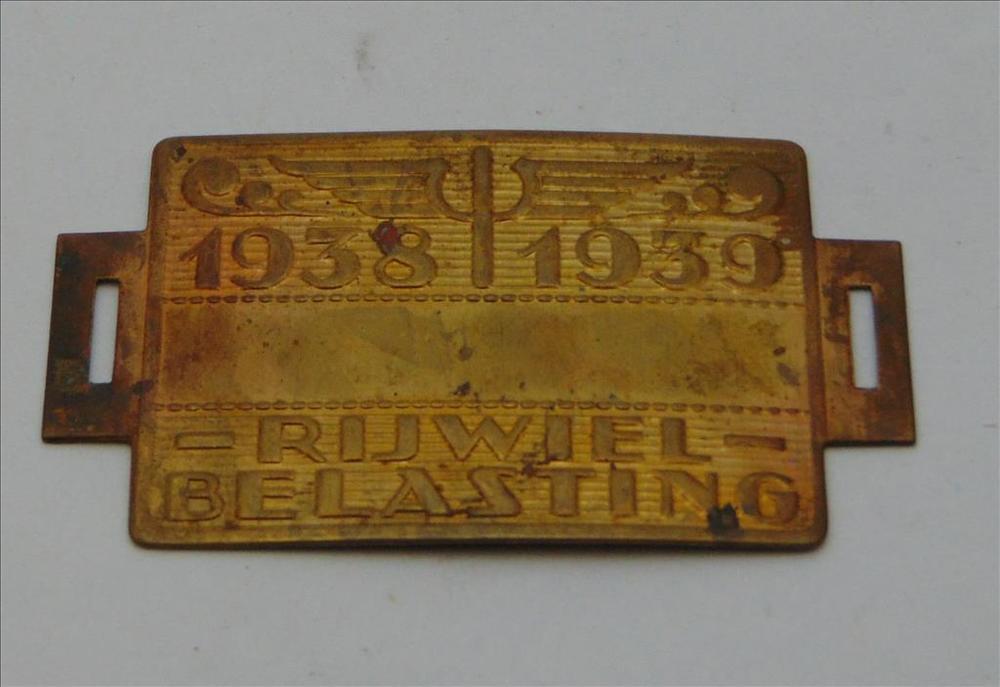 1938 1939
- RIJWIEL -
BELASTING